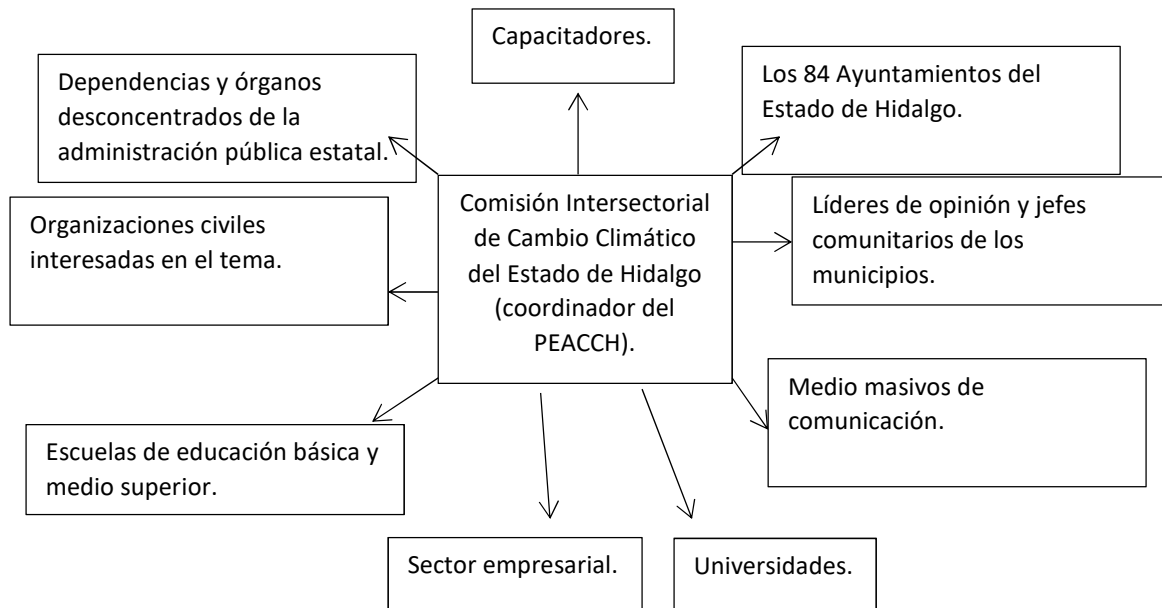 Capacitadores.
Dependencias y órganos
desconcentrados de la
administración pública estatal.
Los 84 Ayuntamientos del
Estado de Hidalgo.
Organizaciones civiles
interesadas en el tema.
Comisión Intersectorial
de Cambio Climático
del Estado de Hidalgo
(coordinador del
PEACCH).
Líderes de opinión y jefes
comunitarios de los
municipios.
Medio masivos de
comunicación.
Escuelas de educación básica y
medio superior.
Sector empresarial.
Universidades.